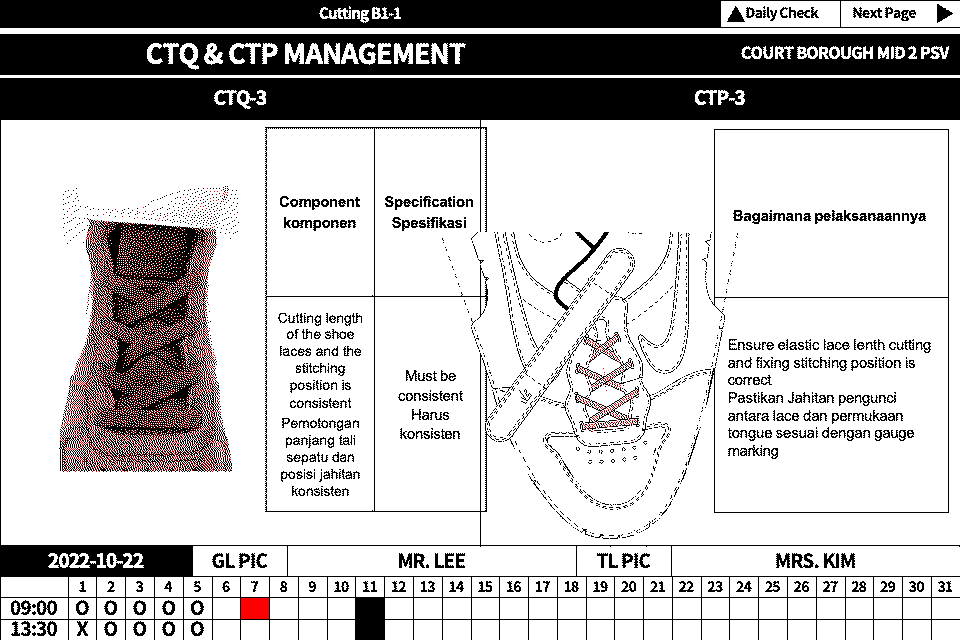 Cutting B1-1
▲Daily Check
Next Page ▶
CTQ & CTP MANAGEMENT
COURT BOROUGH MID 2 PSV
CTQ-3
CTP-3
Component
komponen
Specification
Spesifikasi
Cutting length
of the shoe
laces and the
stitching
position is
consistent
Pemotongan
panjang tali
sepatu dan
posisi jahitan
konsisten
Must be
consistent
Harus
konsisten
Bagaimana pelaksanaannya
Ensure elastic lace lenth cutting
and fixing stitching position is
correct
Pastikan Jahitan pengunci
antara lace dan permukaan
tongue sesuai dengan gauge
marking
2022-10-22 GL PIC MR. LEE TL PIC MRS. KIM
1 2 3 4 5 6 7 8 9 10 11 12 13 14 15 16 17 18 19 20 21 22 23 24 25 26 27 28 29 30 31
09:00 O O O O O
13:30 X O O O O